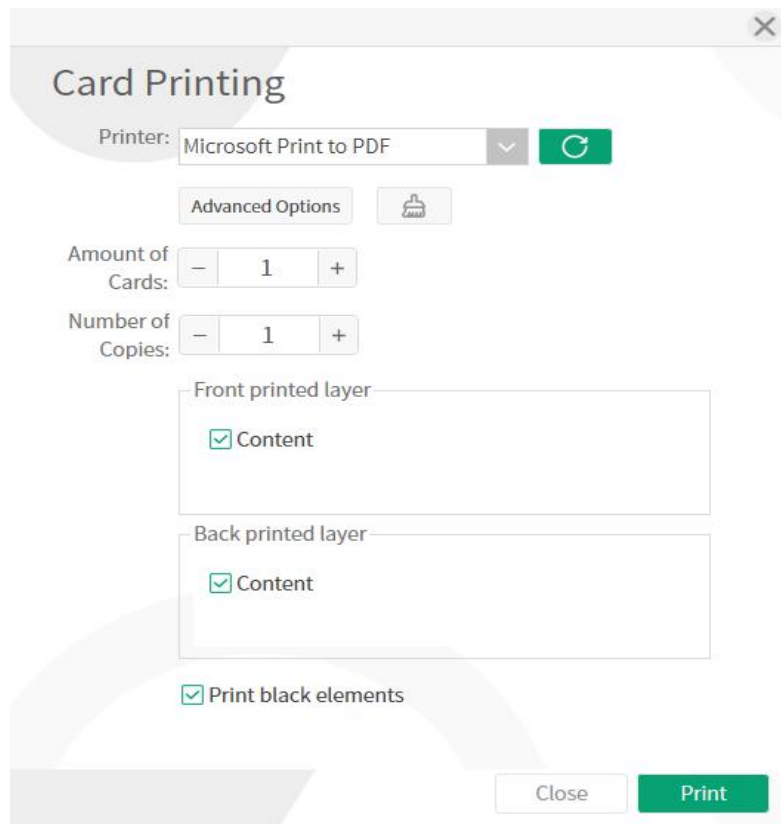 Card Printing
Printer: Microsoft Print to PDF
Advanced Options
Amount of
Cards: − 1 +
Number of
Copies: − 1 +
Front printed layer
Content
Back printed layer
Content
Print black elements
Close Print